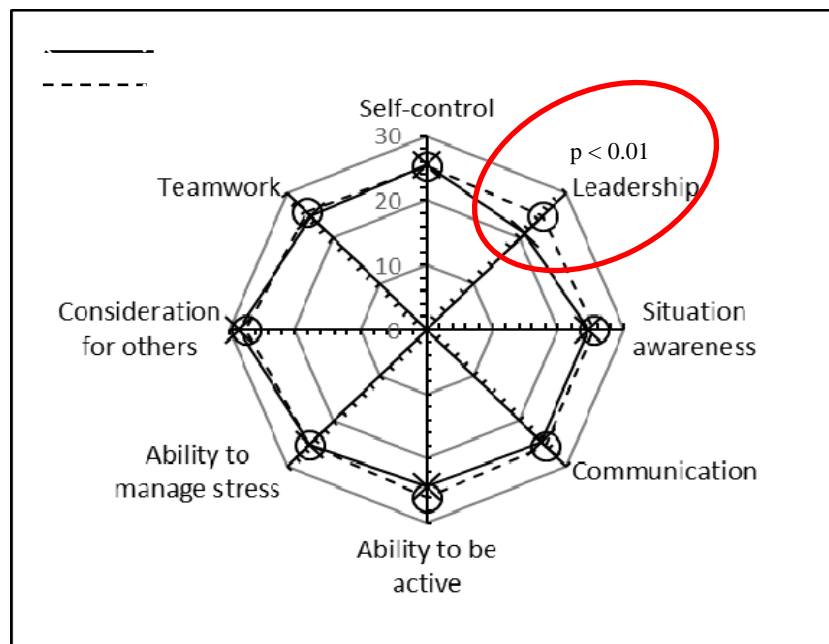 Self-control
30
p < 0.01
Teamwork
Leadership
20
10
Consideration
for others
0
Situation
awareness
Ability to
manage stress
Communication
Ability to be
active